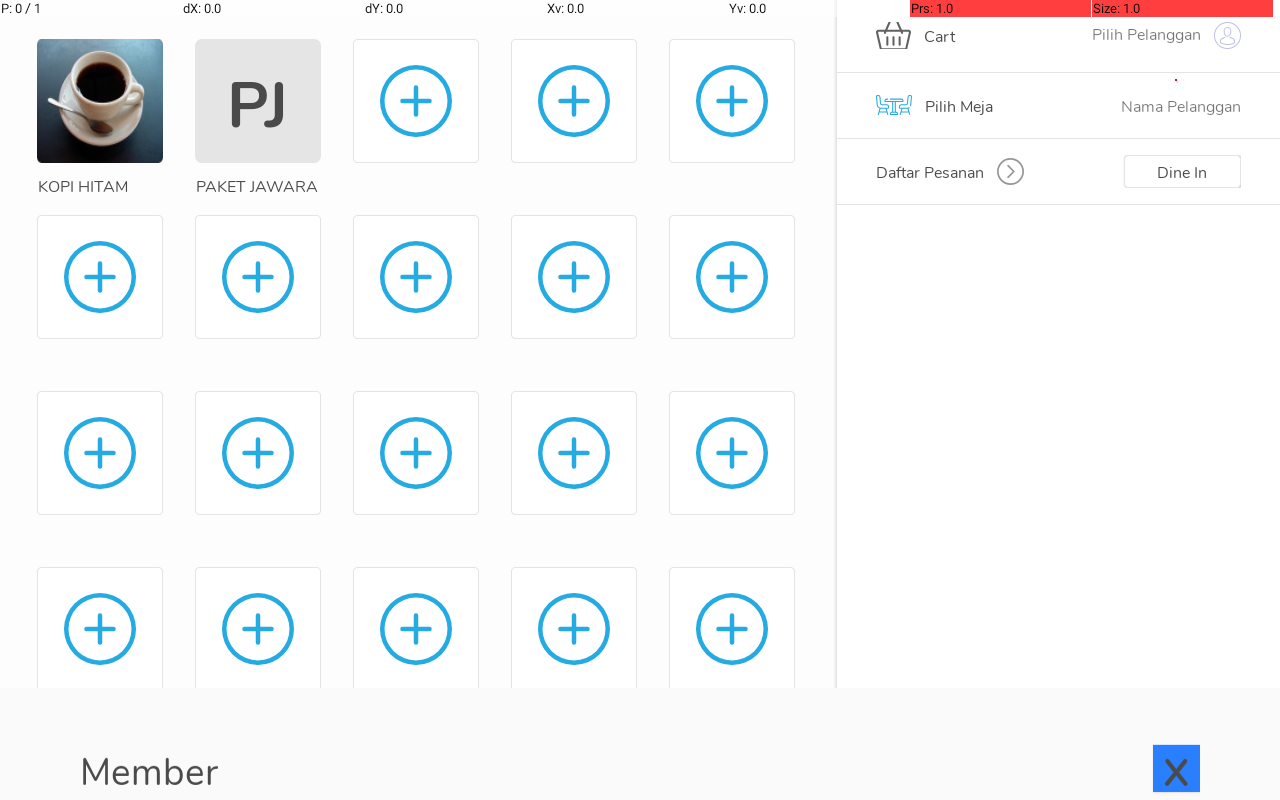 P: 0 / 1 dX: 0.0 dY: 0.0 Xv: 0.0 Yv: 0.0 Prs: 1.0 Size: 1.0
Cart Pilih Pelanggan
Pilih Meja Nama Pelanggan
Daftar Pesanan Dine In
PJ
KOPI HITAM PAKET JAWARA
Member X